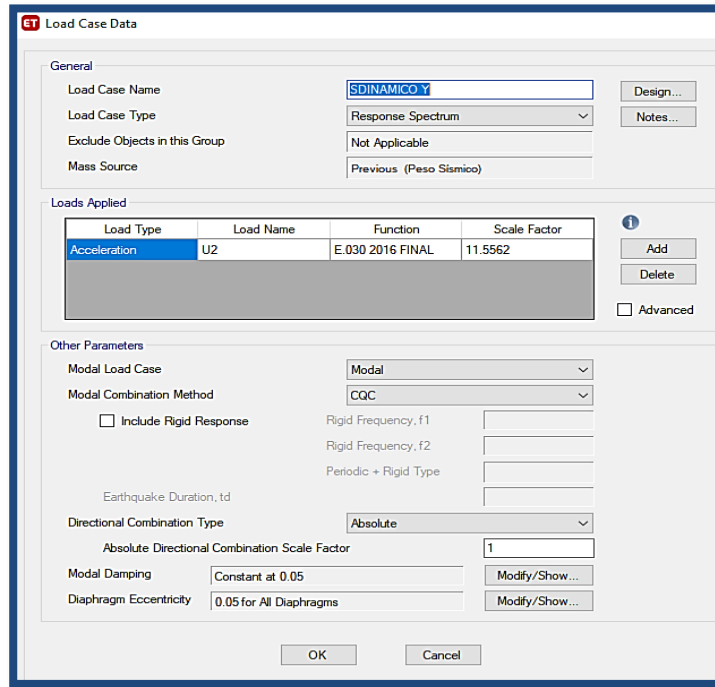 ET Load Case Data
General
Load Case Name SDINAMICO Y Design...
Load Case Type Response Spectrum Notes...
Exclude Objects in this Group Not Applicable
Mass Source Previous (Peso Sísmico)
Loads Applied
Load Type Load Name Function Scale Factor
Acceleration U2 E.030 2016 FINAL 11.5562 Add
Delete
Advanced
Other Parameters
Modal Load Case Modal
Modal Combination Method CQC
Include Rigid Response Rigid Frequency, f1
Rigid Frequency, f2
Periodic + Rigid Type
Earthquake Duration, td
Directional Combination Type Absolute
Absolute Directional Combination Scale Factor 1
Modal Damping Constant at 0.05 Modify/Show...
Diaphragm Eccentricity 0.05 for All Diaphragms Modify/Show...
OK Cancel